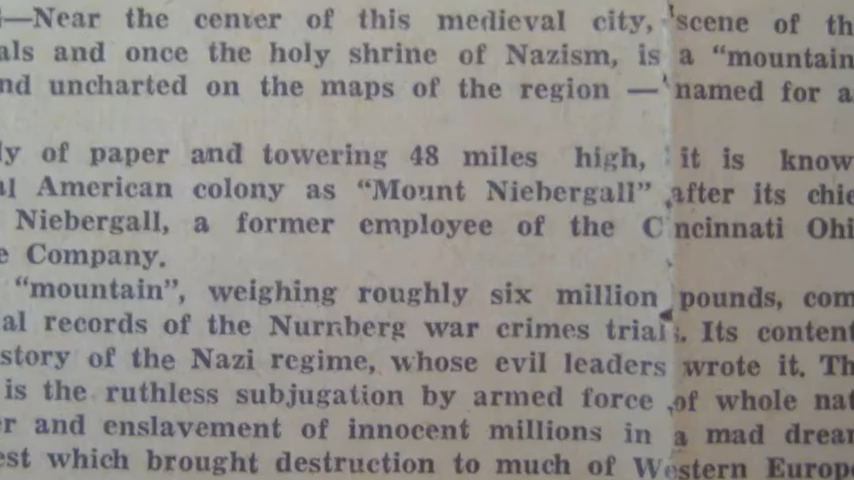 —Near the center of this medieval city, scene of th
als and once the holy shrine of Nazism, is a “mountain
nd uncharted on the maps of the region — named for a
ly of paper and towering 48 miles high, it is know
al American colony as “Mount Niebergall” after its chie
Niebergall, a former employee of the C ncinnati Ohi
e Company.
“mountain”, weighing roughly six million pounds, com
al records of the Nurnberg war crimes trials. Its content
story of the Nazi regime, whose evil leaders wrote it. Th
is the ruthless subjugation by armed force of whole nat
er and enslavement of innocent millions in a mad drear
est which brought destruction to much of Western Europe